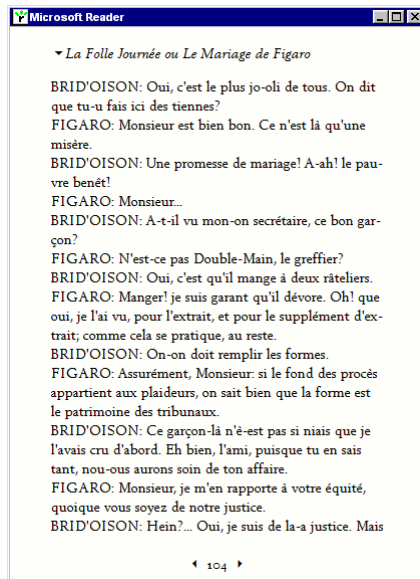 Microsoft Reader
La Folle Journée ou Le Mariage de Figaro
BRID'OISON: Oui, c'est le plus jo-oli de tous. On dit
que tu-u fais ici des tiennes?
FIGARO: Monsieur est bien bon. Ce n'est là qu'une
misère.
BRID'OISON: Une promesse de mariage! A-ah! le pau-
vre benêt!
FIGARO: Monsieur...
BRID'OISON: A-t-il vu mon-on secrétaire, ce bon gar-
çon?
FIGARO: N'est-ce pas Double-Main, le greffier?
BRID'OISON: Oui, c'est qu'il mange à deux râteliers.
FIGARO: Manger! je suis garant qu'il dévore. Oh! que
oui, je l'ai vu, pour l'extrait, et pour le supplément d'ex-
trait; comme cela se pratique, au reste.
BRID'OISON: On-on doit remplir les formes.
FIGARO: Assurément, Monsieur: si le fond des procès
appartient aux plaideurs, on sait bien que la forme est
le patrimoine des tribunaux.
BRID'OISON: Ce garçon-là n'è-est pas si niais que je
l'avais cru d'abord. Eh bien, l'ami, puisque tu en sais
tant, nou-ous aurons soin de ton affaire.
FIGARO: Monsieur, je m'en rapporte à votre équité,
quoique vous soyez de notre justice.
BRID'OISON: Hein?... Oui, je suis de la-a justice. Mais
104